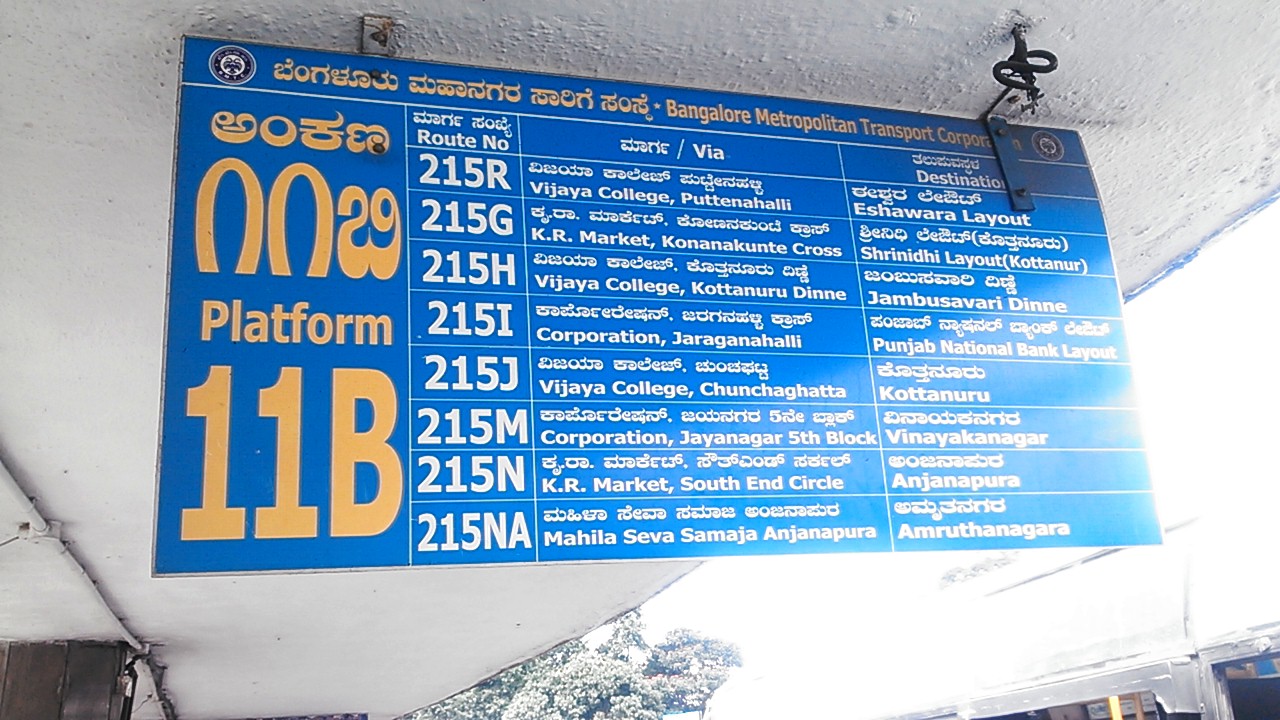 ಬೆಂಗಳೂರು ಮಹಾನಗರ ಸಾರಿಗೆ ಸಂಸ್ಥೆ * Bangalore Metropolitan Transport Corporation
ಅಂಕಣ
೧೧ಬಿ
Platform
11B
ಮಾರ್ಗ ಸಂಖ್ಯೆ
Route No
ಮಾರ್ಗ / Via
ತಲುಪುವಸ್ಥಳ
Destination
215R
ವಿಜಯಾ ಕಾಲೇಜ್ ಪುಟ್ಟೇನಹಳ್ಳಿ
Vijaya College, Puttenahalli
ಈಶ್ವರ ಲೇಔಟ್
Eshawara Layout
215G
ಕೃ.ರಾ. ಮಾರ್ಕೆಟ್. ಕೋಣನಕುಂಟೆ ಕ್ರಾಸ್
K.R. Market, Konanakunte Cross
ಶ್ರೀನಿಧಿ ಲೇಔಟ್(ಕೊತ್ತನೂರು)
Shrinidhi Layout(Kottanur)
215H
ವಿಜಯಾ ಕಾಲೇಜ್. ಕೊತ್ತನೂರು ದಿಣ್ಣೆ
Vijaya College, Kottanuru Dinne
ಜಂಬುಸವಾರಿ ದಿಣ್ಣೆ
Jambusavari Dinne
215I
ಕಾರ್ಪೋರೇಷನ್. ಜರಗನಹಳ್ಳಿ ಕ್ರಾಸ್
Corporation, Jaraganahalli
ಪಂಜಾಬ್ ನ್ಯಾಷನಲ್ ಬ್ಯಾಂಕ್ ಲೇಔಟ್
Punjab National Bank Layout
215J
ವಿಜಯಾ ಕಾಲೇಜ್. ಚುಂಚಘಟ್ಟ
Vijaya College, Chunchaghatta
ಕೊತ್ತನೂರು
Kottanuru
215M
ಕಾರ್ಪೊರೇಷನ್. ಜಯನಗರ 5ನೇ ಬ್ಲಾಕ್
Corporation, Jayanagar 5th Block
ವಿನಾಯಕನಗರ
Vinayakanagar
215N
ಕೃ.ರಾ. ಮಾರ್ಕೆಟ್. ಸೌತ್ಎಂಡ್ ಸರ್ಕಲ್
K.R. Market, South End Circle
ಅಂಜನಾಪುರ
Anjanapura
215NA
ಮಹಿಳಾ ಸೇವಾ ಸಮಾಜ ಅಂಜನಾಪುರ
Mahila Seva Samaja Anjanapura
ಅಮೃತನಗರ
Amruthanagara